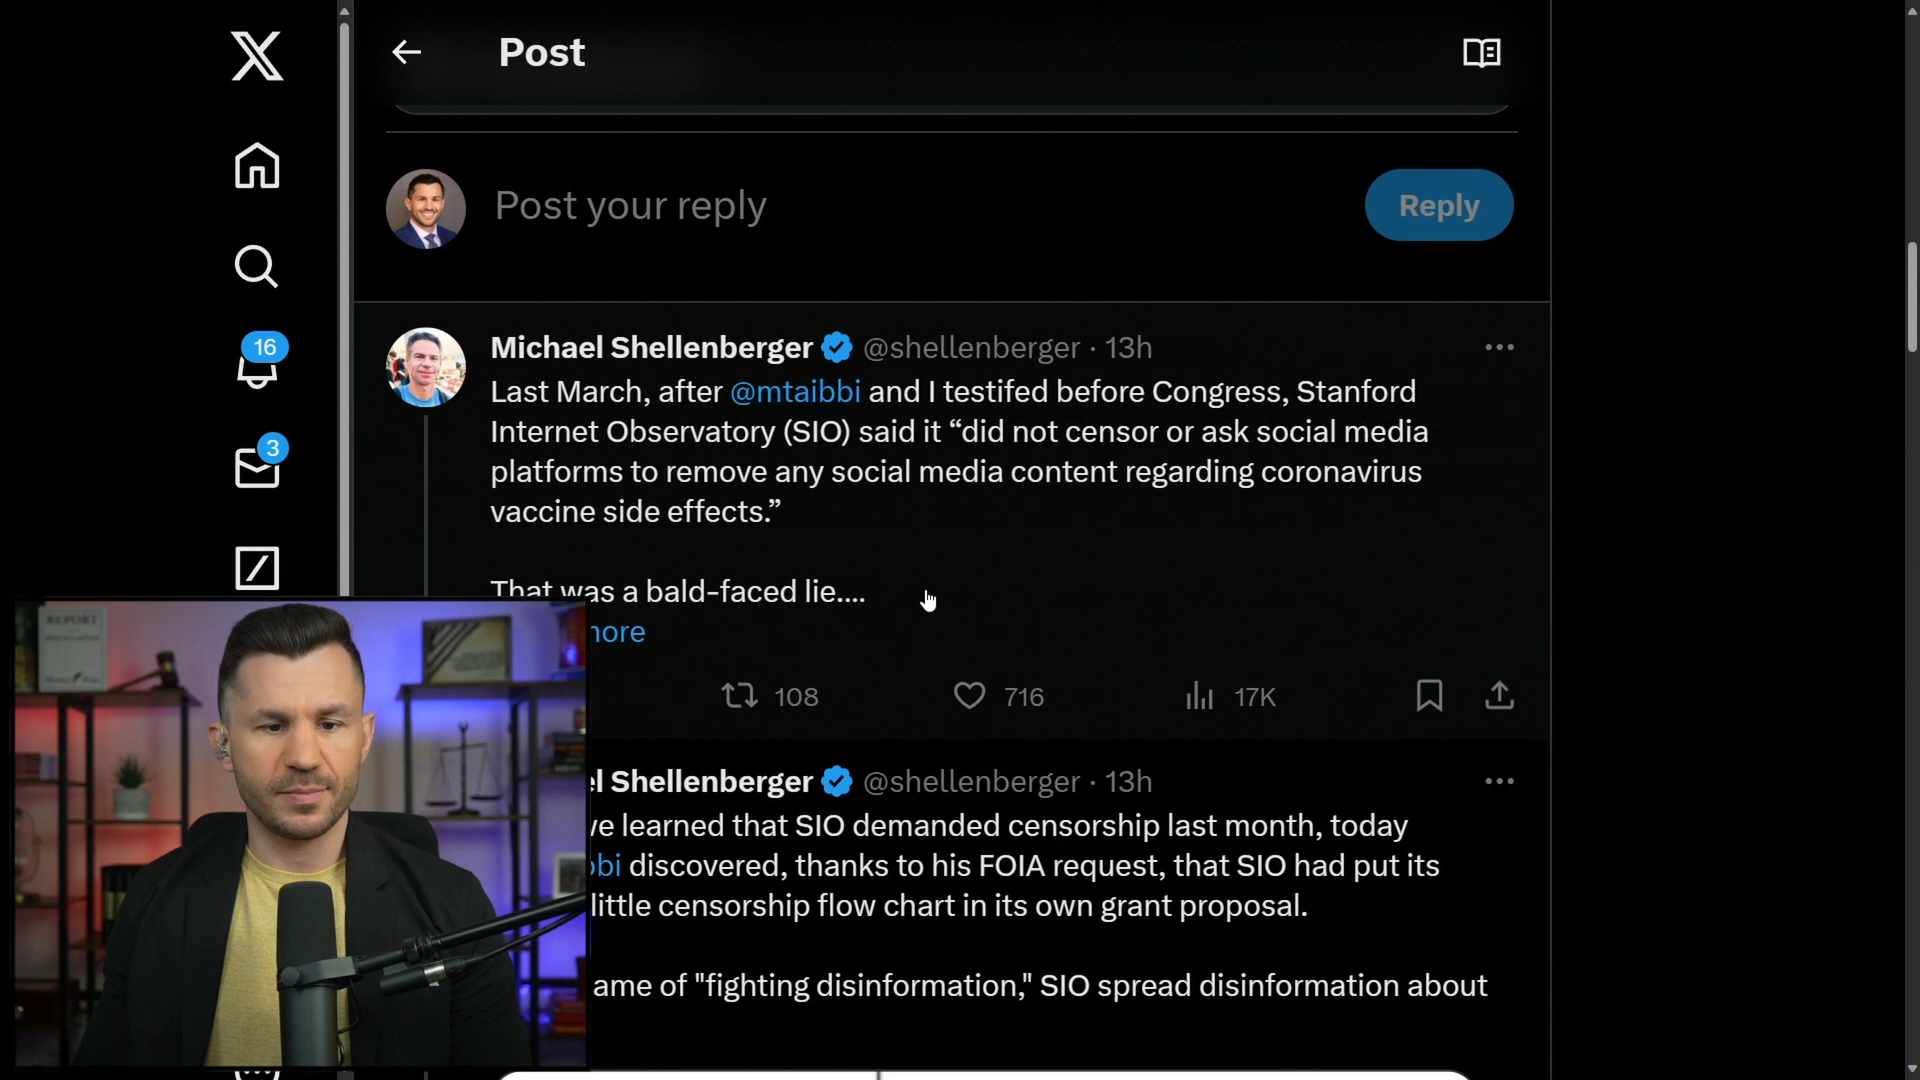 Post
Post your reply
Reply
16
3
Michael Shellenberger @shellenberger · 13h
Last March, after @mtaibbi and I testifed before Congress, Stanford
Internet Observatory (SIO) said it “did not censor or ask social media
platforms to remove any social media content regarding coronavirus
vaccine side effects.”
That was a bald-faced lie....
more
108
716
17K
Shellenberger @shellenberger · 13h
learned that SIO demanded censorship last month, today
discovered, thanks to his FOIA request, that SIO had put its
little censorship flow chart in its own grant proposal.
ame of "fighting disinformation," SIO spread disinformation about
REPORT